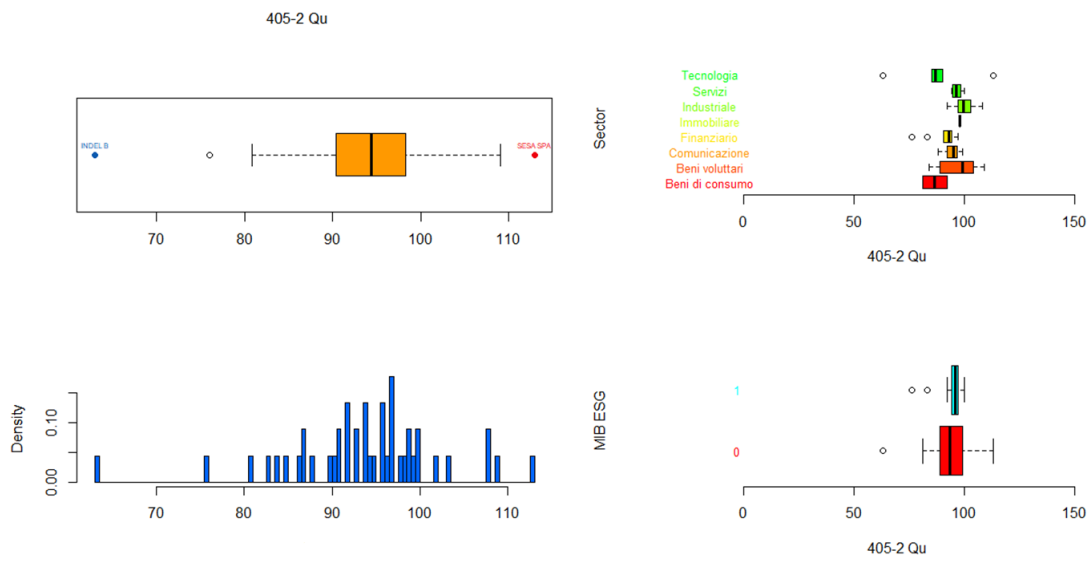 405-2 Qu
INDEL B
SESA SPA
70 80 90 100 110
Sector
Tecnologia
Servizi
Industriale
Immobiliare
Finanziario
Comunicazione
Beni voluttari
Beni di consumo
0 50 100 150
405-2 Qu
Density
0.00 0.10
70 80 90 100 110
MIB ESG
1
0
0 50 100 150
405-2 Qu